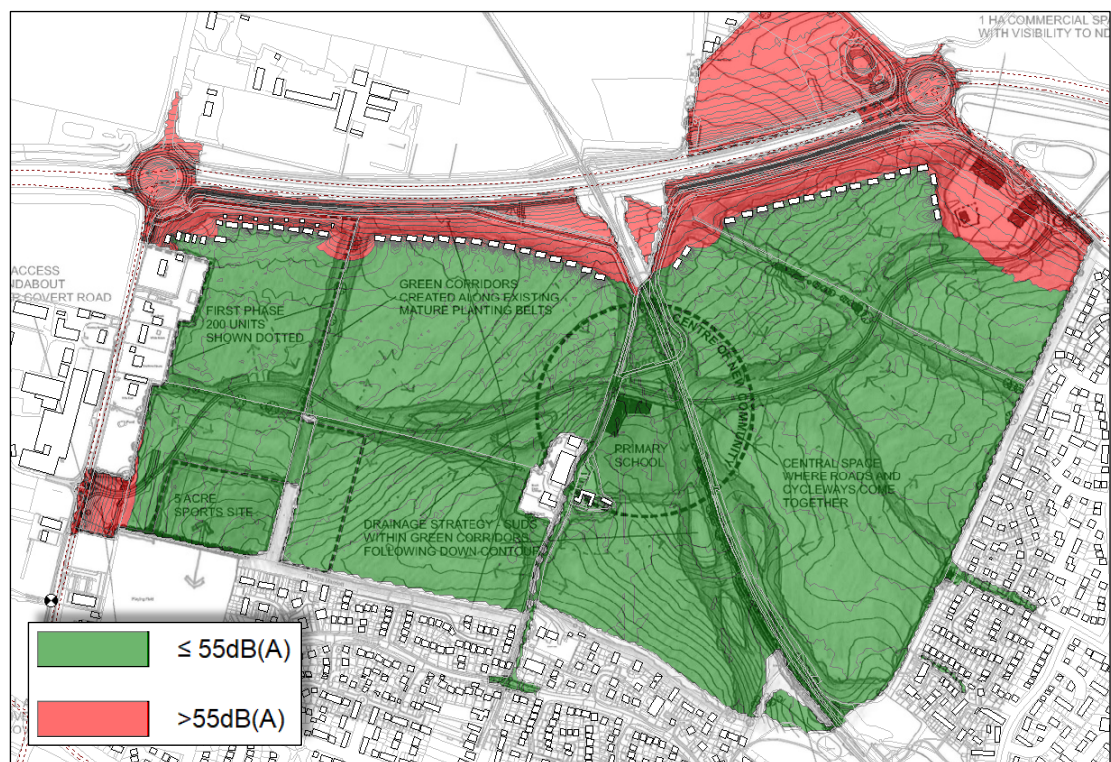 1 HA COMMERCIAL SP
WITH VISIBILITY TO ND
ACCESS
NDABOUT
R COVERT ROAD
FIRST PHASE
200 UNITS
SHOWN DOTTED
GREEN CORRIDORS
CREATED ALONG EXISTING
MATURE PLANTING BELTS
CENTRE OF NEW COMMUNITY
PRIMARY
SCHOOL
CENTRAL SPACE
WHERE ROADS AND
CYCLEWAYS COME
TOGETHER
5 ACRE
SPORTS SITE
DRAINAGE STRATEGY - SUDS
WITHIN GREEN CORRIDORS
FOLLOWING DOWN CONTOUR
Playing Field
≤ 55dB(A)
>55dB(A)